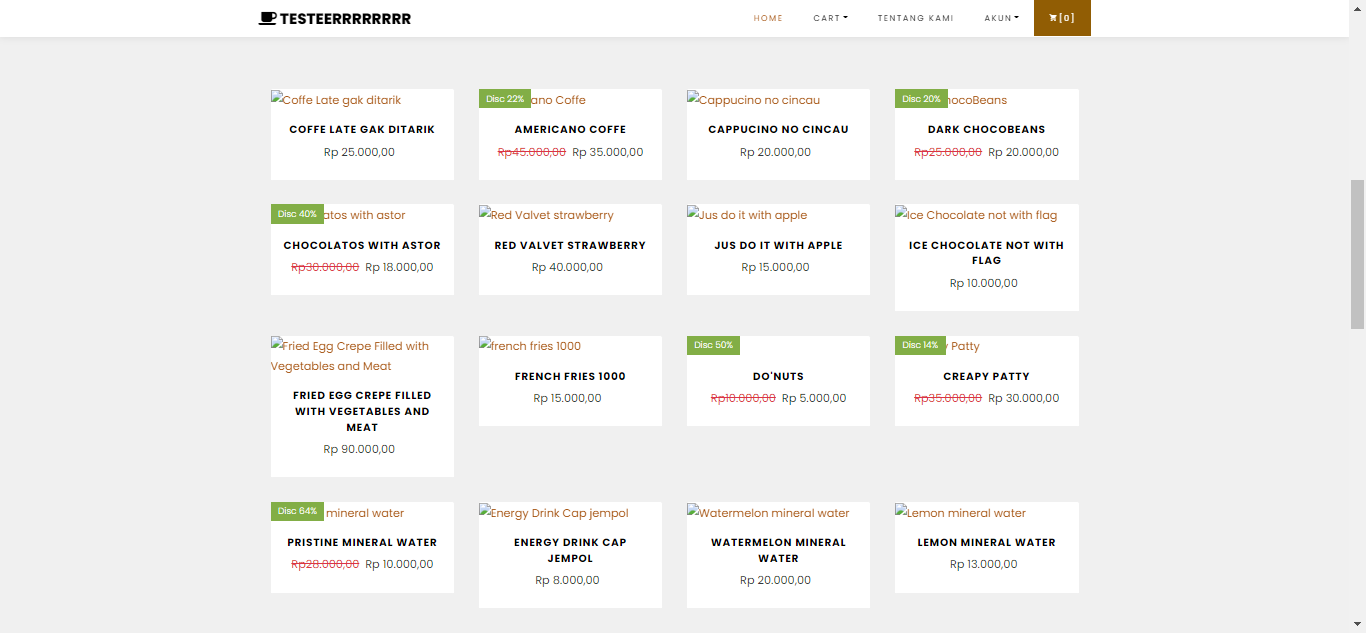 TESTEERRRRRRRR
HOME
CART
TENTANG KAMI
AKUN
[0]
Coffe Late gak ditarik
COFFE LATE GAK DITARIK
Rp 25.000,00
Disc 22%
ano Coffe
AMERICANO COFFE
Rp45.000,00 Rp 35.000,00
Cappucino no cincau
CAPPUCINO NO CINCAU
Rp 20.000,00
Disc 20%
hocoBeans
DARK CHOCOBEANS
Rp25.000,00 Rp 20.000,00
Disc 40%
atos with astor
CHOCOLATOS WITH ASTOR
Rp30.000,00 Rp 18.000,00
Red Valvet strawberry
RED VALVET STRAWBERRY
Rp 40.000,00
Jus do it with apple
JUS DO IT WITH APPLE
Rp 15.000,00
Ice Chocolate not with flag
ICE CHOCOLATE NOT WITH
FLAG
Rp 10.000,00
Fried Egg Crepe Filled with
Vegetables and Meat
FRIED EGG CREPE FILLED
WITH VEGETABLES AND
MEAT
Rp 90.000,00
french fries 1000
FRENCH FRIES 1000
Rp 15.000,00
Disc 50%
DO'NUTS
Rp10.000,00 Rp 5.000,00
Disc 14%
y Patty
CREAPY PATTY
Rp35.000,00 Rp 30.000,00
Disc 64%
mineral water
PRISTINE MINERAL WATER
Rp28.000,00 Rp 10.000,00
Energy Drink Cap jempol
ENERGY DRINK CAP
JEMPOL
Rp 8.000,00
Watermelon mineral water
WATERMELON MINERAL
WATER
Rp 20.000,00
Lemon mineral water
LEMON MINERAL WATER
Rp 13.000,00